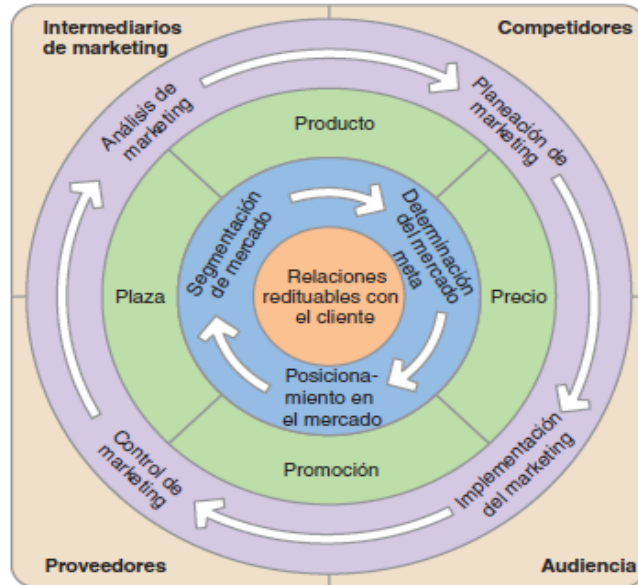 Intermediarios
de marketing
Competidores
Análisis de
marketing
Planeación de
marketing
Producto
Segmentación
de mercado
Determinación
del mercado
meta
Plaza
Relaciones
redituables con
el cliente
Precio
Posiciona-
miento en
el mercado
Control de
marketing
Promoción
Implementación
del marketing
Proveedores
Audiencia